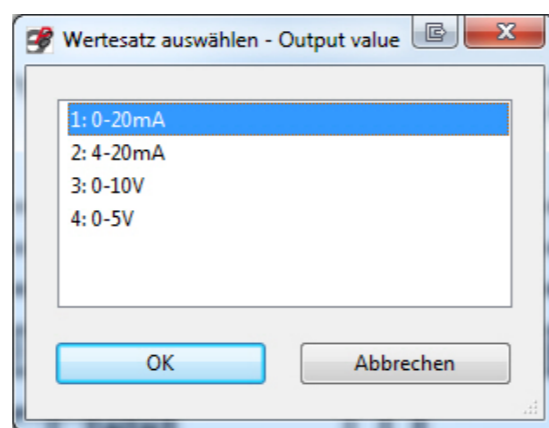 Wertesatz auswählen - Output value
1: 0-20mA
2: 4-20mA
3: 0-10V
4: 0-5V
OK
Abbrechen